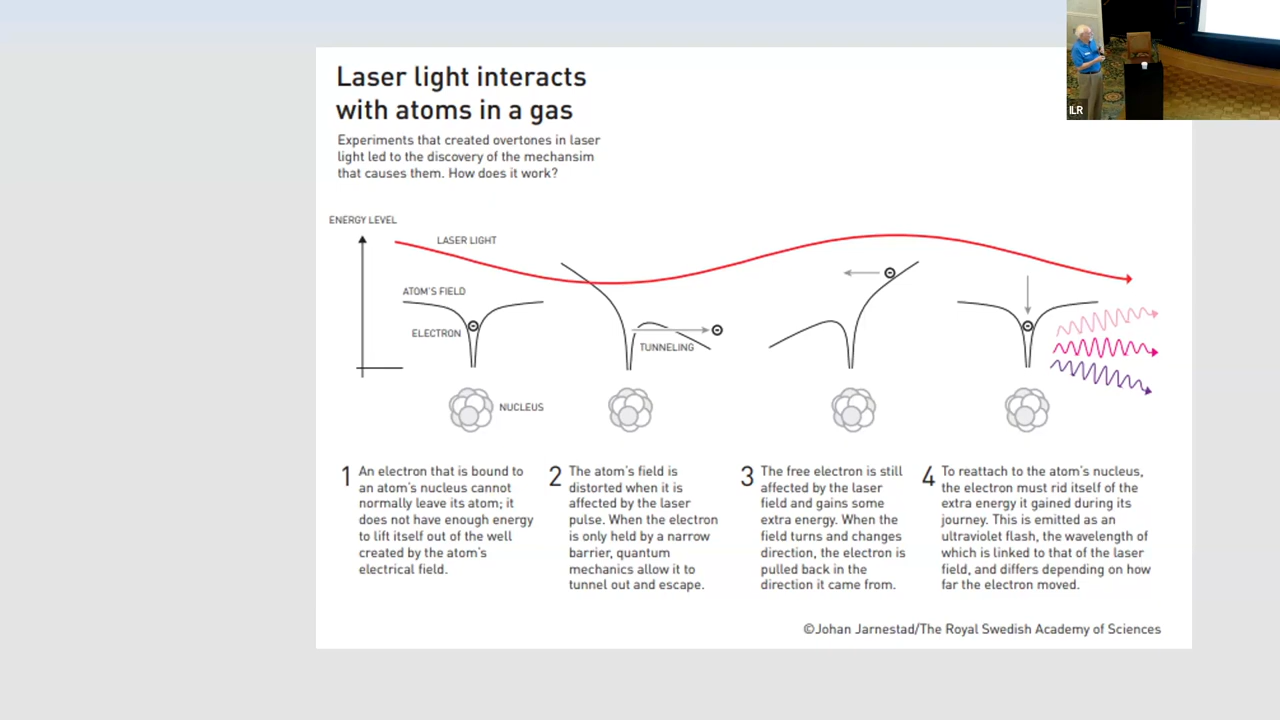 Laser light interacts
with atoms in a gas
Experiments that created overtones in laser
light led to the discovery of the mechansim
that causes them. How does it work?
ENERGY LEVEL
LASER LIGHT
ATOM'S FIELD
ELECTRON
TUNNELING
NUCLEUS
1 An electron that is bound to
an atom's nucleus cannot
normally leave its atom; it
does not have enough energy
to lift itself out of the well
created by the atom's
electrical field.
2 The atom's field is
distorted when it is
affected by the laser
pulse. When the electron
is only held by a narrow
barrier, quantum
mechanics allow it to
tunnel out and escape.
3 The free electron is still
affected by the laser
field and gains some
extra energy. When the
field turns and changes
direction, the electron is
pulled back in the
direction it came from.
4 To reattach to the atom's nucleus,
the electron must rid itself of the
extra energy it gained during its
journey. This is emitted as an
ultraviolet flash, the wavelength of
which is linked to that of the laser
field, and differs depending on how
far the electron moved.
©Johan Jarnestad/The Royal Swedish Academy of Sciences